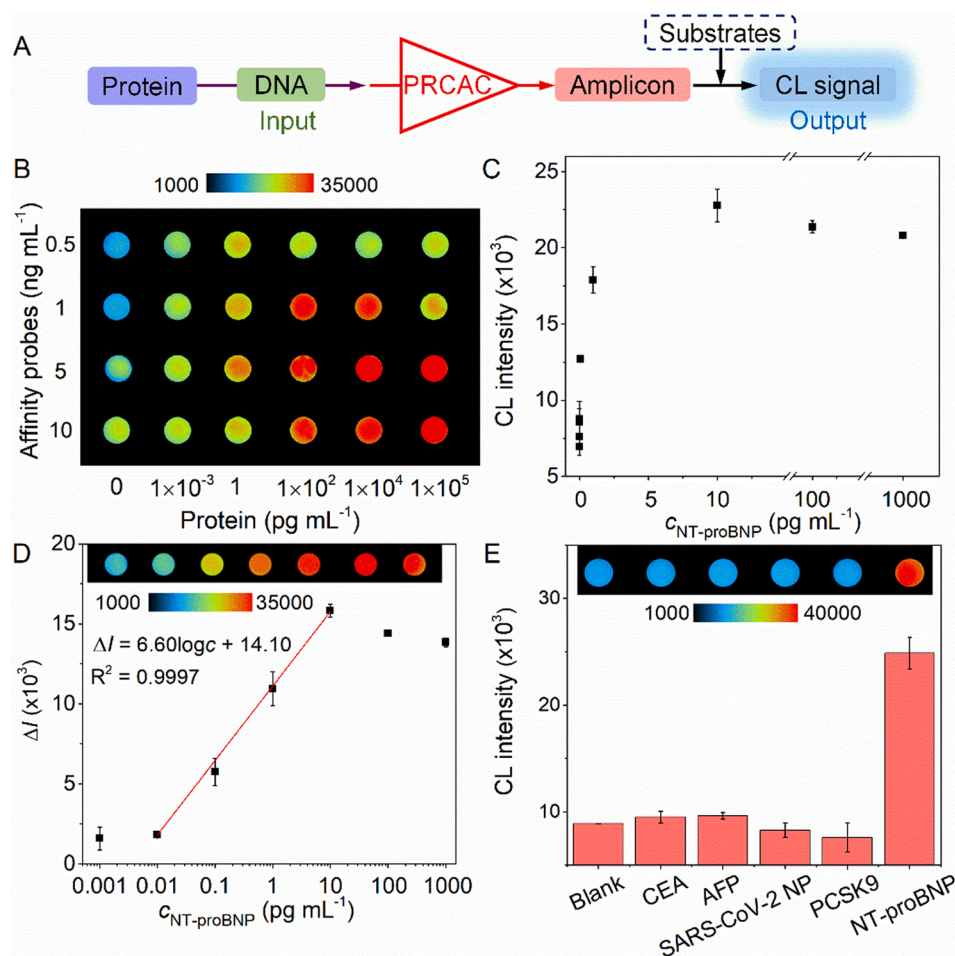 A
Substrates
Protein DNA PRCAC Amplicon CL signal
Input Output
B
1000 35000
Affinity probes (ng mL⁻¹)
0.5
1
5
10
0 1×10⁻³ 1 1×10² 1×10⁴ 1×10⁵
Protein (pg mL⁻¹)
C
CL intensity (×10³)
25
20
15
10
5
0 5 10 100 1000
cNT-proBNP (pg mL⁻¹)
D
ΔI (x10³)
20
15
10
5
0
1000 35000
ΔI = 6.60logc + 14.10
R² = 0.9997
0.001 0.01 0.1 1 10 100 1000
cNT-proBNP (pg mL⁻¹)
E
CL intensity (x10³)
30
20
10
1000 40000
Blank CEA AFP SARS-CoV-2 NP PCSK9 NT-proBNP